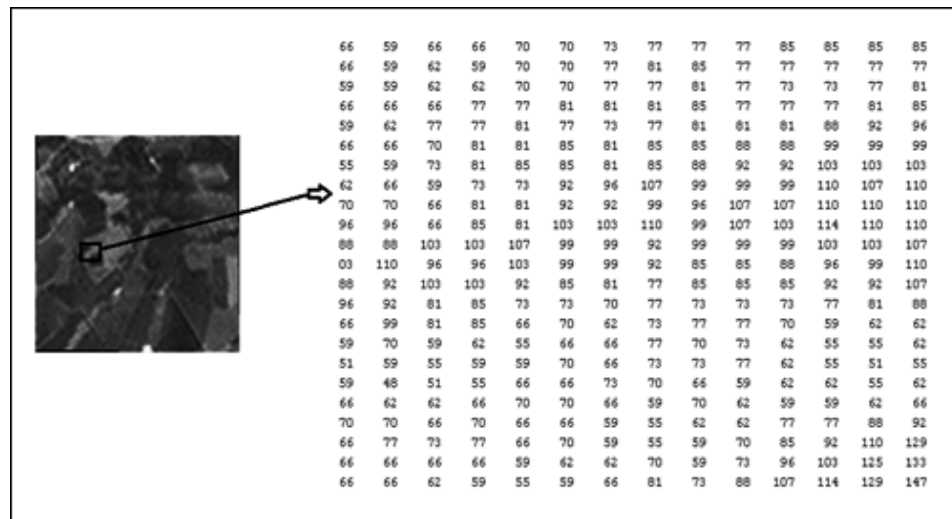 66 59 66 66 70 70 73 77 77 77 85 85 85 85
66 59 62 59 70 70 77 81 85 77 77 77 77 77
59 59 62 62 70 70 77 77 81 77 73 73 77 81
66 66 66 77 77 81 81 81 85 77 77 77 81 85
59 62 77 77 81 77 73 77 81 81 81 88 92 96
66 66 70 81 81 85 81 85 85 88 88 99 99 99
55 59 73 81 85 85 81 85 88 92 92 103 103 103
62 66 59 73 73 92 96 107 99 99 99 110 107 110
70 70 66 81 81 92 92 99 96 107 107 110 110 110
96 96 66 85 81 103 103 110 99 107 103 114 110 110
88 88 103 103 107 99 99 92 99 99 99 103 103 107
03 110 96 96 103 99 99 92 85 85 88 96 99 110
88 92 103 103 92 85 81 77 85 85 85 92 92 107
96 92 81 85 73 73 70 77 73 73 73 77 81 88
66 99 81 85 66 70 62 73 77 77 70 59 62 62
59 70 59 62 55 66 66 77 70 73 62 55 55 62
51 59 55 59 59 70 66 73 73 77 62 55 51 55
59 48 51 55 66 66 73 70 66 59 62 62 55 62
66 62 62 66 70 70 66 59 70 62 59 59 62 66
70 70 66 70 66 66 59 55 62 62 77 77 88 92
66 77 73 77 66 70 59 55 59 70 85 92 110 129
66 66 66 66 59 62 62 70 59 73 96 103 125 133
66 66 62 59 55 59 66 81 73 88 107 114 129 147